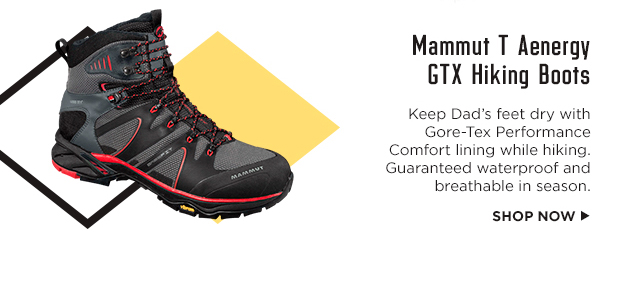 Mammut T Aenergy
GTX Hiking Boots
Keep Dad's feet dry with
Gore-Tex Performance
Comfort lining while hiking.
Guaranteed waterproof and
breathable in season.
SHOP NOW ▶
MAMMUT
vibram